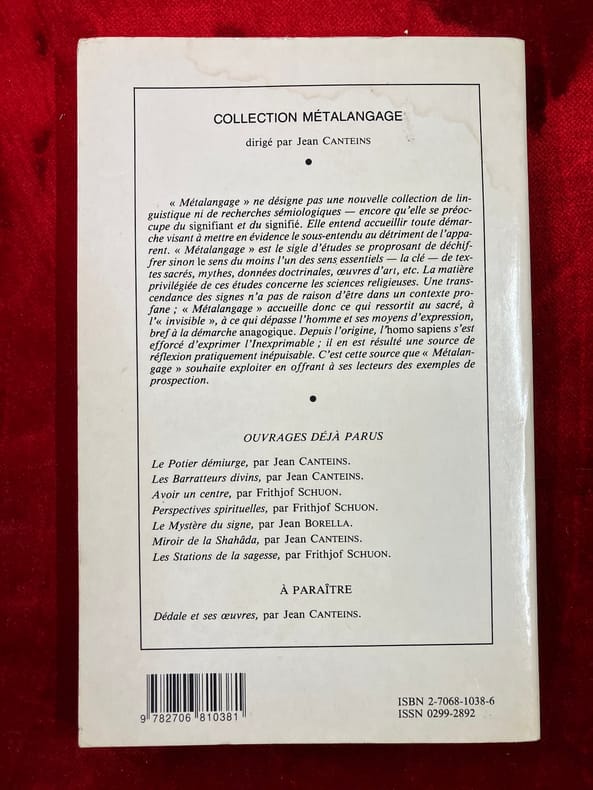 COLLECTION MÉTALANGAGE
dirigé par Jean CANTEINS
•
« Métalangage » ne désigne pas une nouvelle collection de lin-
guistique ni de recherches sémiologiques — encore qu'elle se préoc-
cupe du signifiant et du signifié. Elle entend accueillir toute démar-
che visant à mettre en évidence le sous-entendu au détriment de l'appa-
rent. « Métalangage » est le sigle d'études se proposant de déchif-
frer sinon le sens du moins l'un des sens essentiels — la clé — de tex-
tes sacrés, mythes, données doctrinales, œuvres d'art, etc. La matière
privilégiée de ces études concerne les sciences religieuses. Une trans-
cendance des signes n'a pas de raison d'être dans un contexte pro-
fane ; « Métalangage » accueille donc ce qui ressortit au sacré, à
l'« invisible », à ce qui dépasse l'homme et ses moyens d'expression,
bref à la démarche anagogique. Depuis l'origine, l'homo sapiens s'est
efforcé d'exprimer l'Inexprimable ; il en est résulté une source de
réflexion pratiquement inépuisable. C'est cette source que « Métalan-
gage » souhaite exploiter en offrant à ses lecteurs des exemples de
prospection.
•
OUVRAGES DÉJÀ PARUS
Le Potier démiurge, par Jean CANTEINS.
Les Barratteurs divins, par Jean CANTEINS.
Avoir un centre, par Frithjof SCHUON.
Perspectives spirituelles, par Frithjof SCHUON.
Le Mystère du signe, par Jean BORELLA.
Miroir de la Shahâda, par Jean CANTEINS.
Les Stations de la sagesse, par Frithjof SCHUON.
À PARAÎTRE
Dédale et ses œuvres, par Jean CANTEINS.
9 782706 810381
ISBN 2-7068-1038-6
ISSN 0299-2892